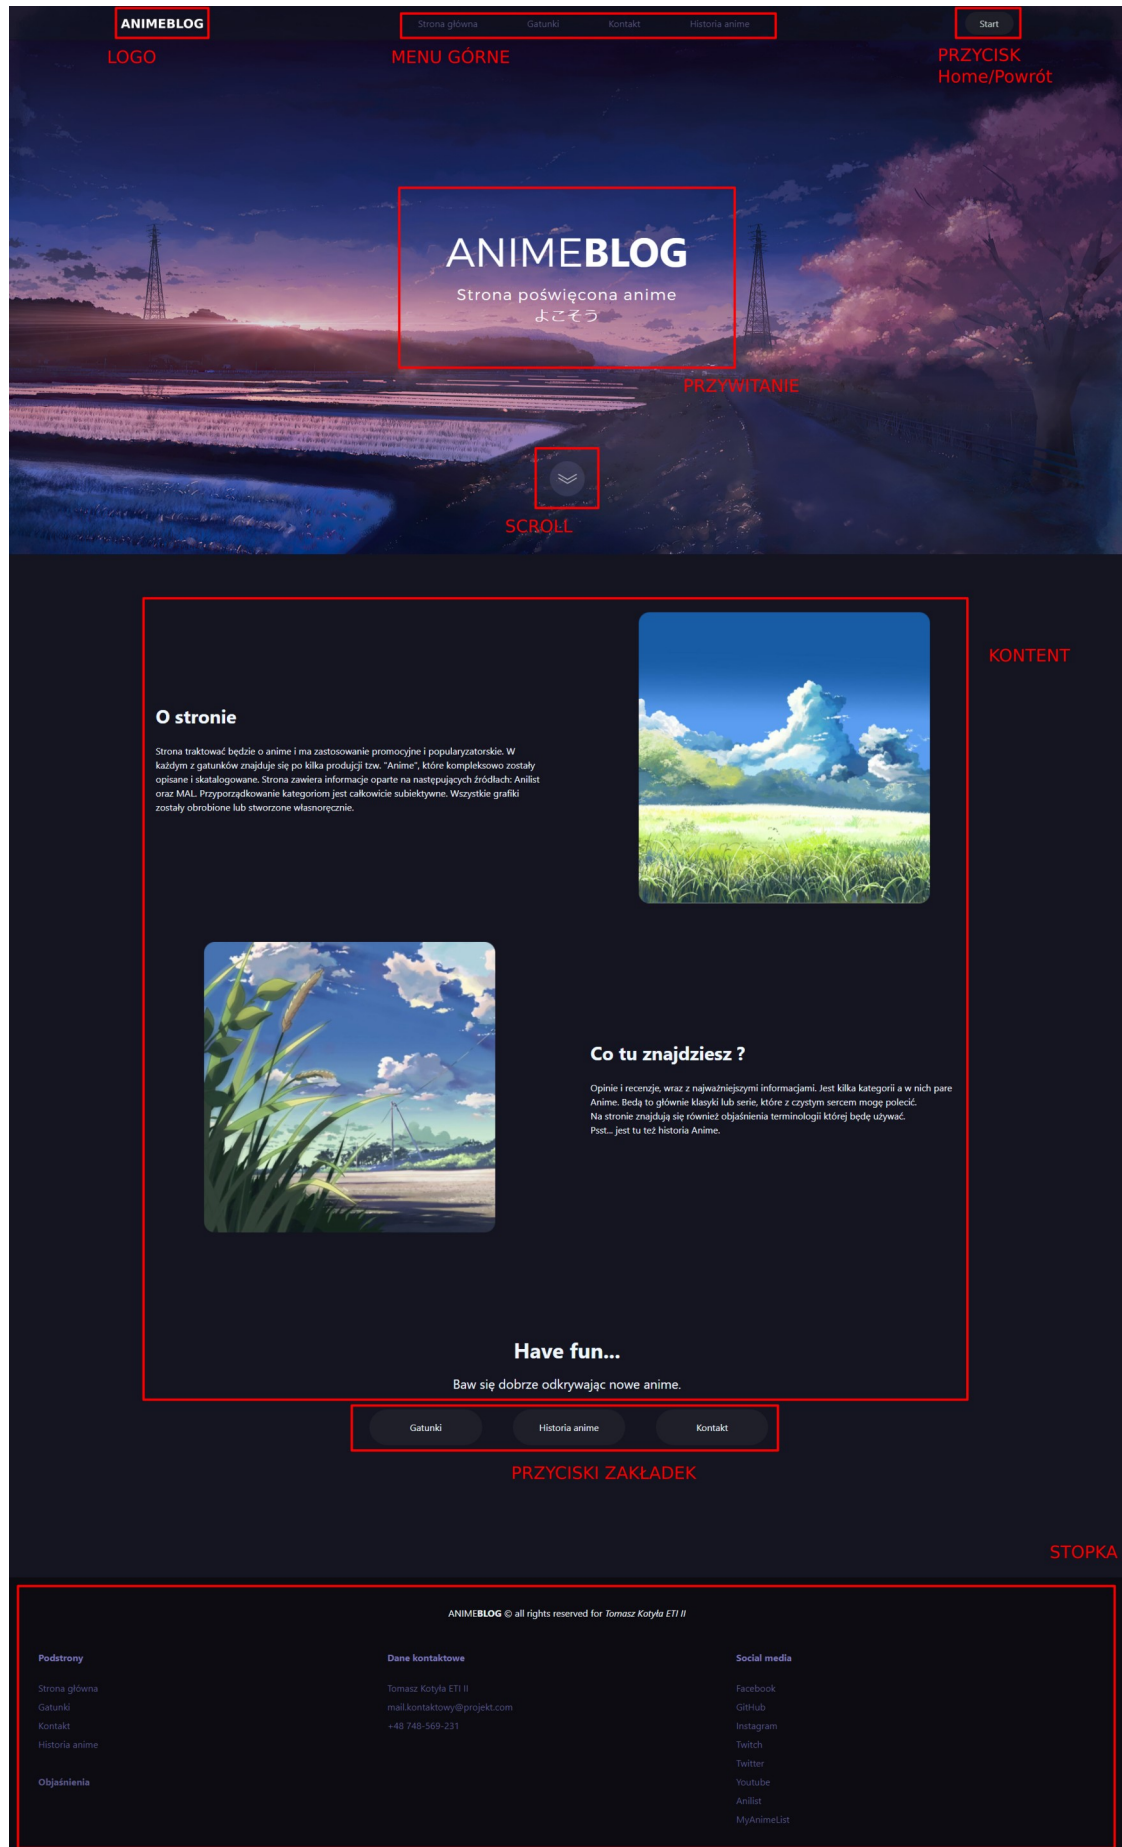 ANIMEBLOG
Strona główna Gatunki Kontakt Historia anime
Start
LOGO
MENU GÓRNE
PRZYCISK
Home/Powrót
ANIMEBLOG
Strona poświęcona anime
よこそう
PRZYWITANIE
SCROLL
KONTENT
O stronie
Strona traktować będzie o anime i ma zastosowanie promocyjne i popularyzatorskie. W
każdym z gatunków znajduje się po kilka produjcji tzw. "Anime", które kompleksowo zostały
opisane i skatalogowane. Strona zawiera informacje oparte na następujących źródłach: Anilist
oraz MAL. Przyporządkowanie kategoriom jest całkowicie subiektywne. Wszystkie grafiki
zostały obrobione lub stworzone własnoręcznie.
Co tu znajdziesz ?
Opinie i recenzje, wraz z najważniejszymi informacjami. Jest kilka kategorii a w nich pare
Anime. Bedą to głównie klasyki lub serie, które z czystym sercem mogę polecić.
Na stronie znajdują się również objaśnienia terminologii której będę używać.
Psst... jest tu też historia Anime.
Have fun...
Baw się dobrze odkrywając nowe anime.
Gatunki Historia anime Kontakt
PRZYCISKI ZAKŁADEK
STOPKA
ANIMEBLOG © all rights reserved for Tomasz Kotyła ETI II
Podstrony
Strona główna
Gatunki
Kontakt
Historia anime
Objaśnienia
Dane kontaktowe
Tomasz Kotyła ETI II
mail.kontaktowy@projekt.com
+48 748-569-231
Social media
Facebook
GitHub
Instagram
Twitch
Twitter
Youtube
Anilist
MyAnimeList